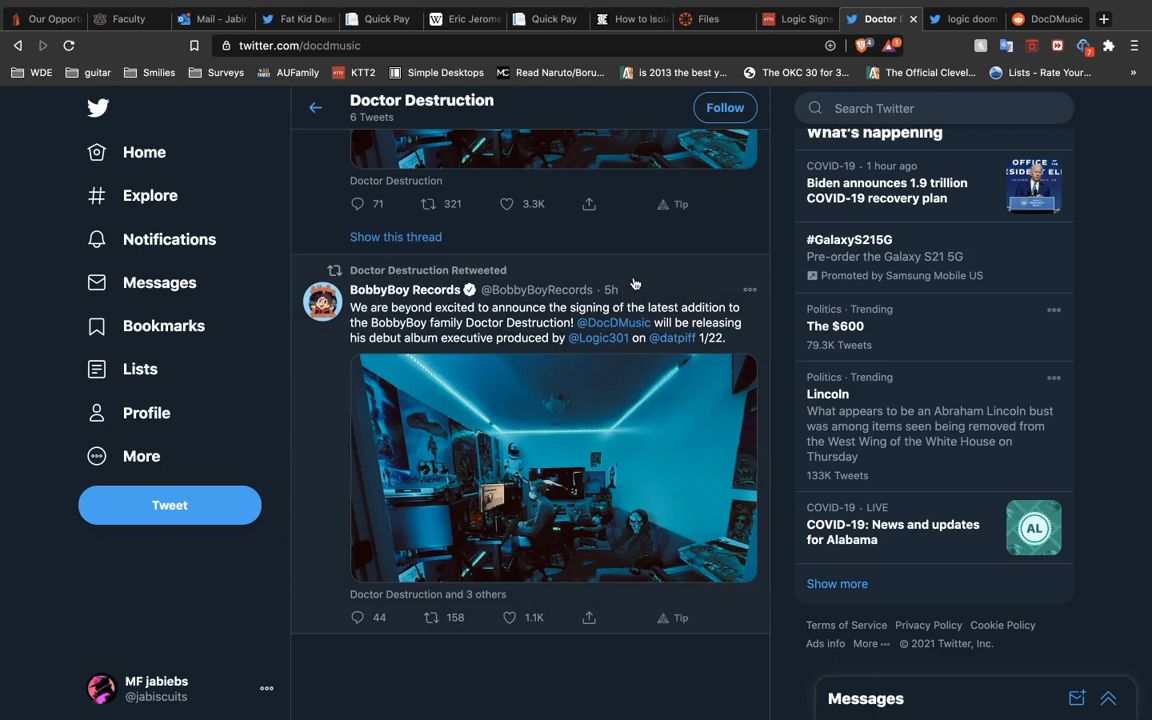 Our Opport
Faculty
Mail - Jabir
Fat Kid Dea
Quick Pay
Eric Jerome
Quick Pay
How to Isola
Files
Logic Signs
Doctor D
logic doom
DocDMusic
twitter.com/docdmusic
4
1
7
WDE
guitar
Smilies
Surveys
AUFamily
KTT2
Simple Desktops
Read Naruto/Boru...
is 2013 the best y...
The OKC 30 for 3...
The Official Clevel...
Lists - Rate Your...
»
Home
Explore
Notifications
Messages
Bookmarks
Lists
Profile
More
Tweet
MF jabiebs
@jabiscuits
Doctor Destruction
6 Tweets
Follow
Doctor Destruction
71
321
3.3K
Tip
Show this thread
Doctor Destruction Retweeted
BobbyBoy Records @BobbyBoyRecords · 5h
We are beyond excited to announce the signing of the latest addition to
the BobbyBoy family Doctor Destruction! @DocDMusic will be releasing
his debut album executive produced by @Logic301 on @datpiff 1/22.
Doctor Destruction and 3 others
44
158
1.1K
Tip
Search Twitter
What's happening
COVID-19 · 1 hour ago
Biden announces 1.9 trillion
COVID-19 recovery plan
OFFICE
#GalaxyS215G
Pre-order the Galaxy S21 5G
Promoted by Samsung Mobile US
Politics · Trending
The $600
79.3K Tweets
Politics · Trending
Lincoln
What appears to be an Abraham Lincoln bust
was among items seen being removed from
the West Wing of the White House on
Thursday
133K Tweets
COVID-19 · LIVE
COVID-19: News and updates
for Alabama
AL
Show more
Terms of Service Privacy Policy Cookie Policy
Ads info More © 2021 Twitter, Inc.
Messages